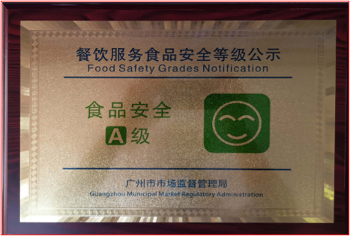 餐饮服务食品安全等级公示
Food Safety Grades Notification
食品安全
A级
广州市市场监督管理局
Guangzhou Municipal Market Regulatory Administration